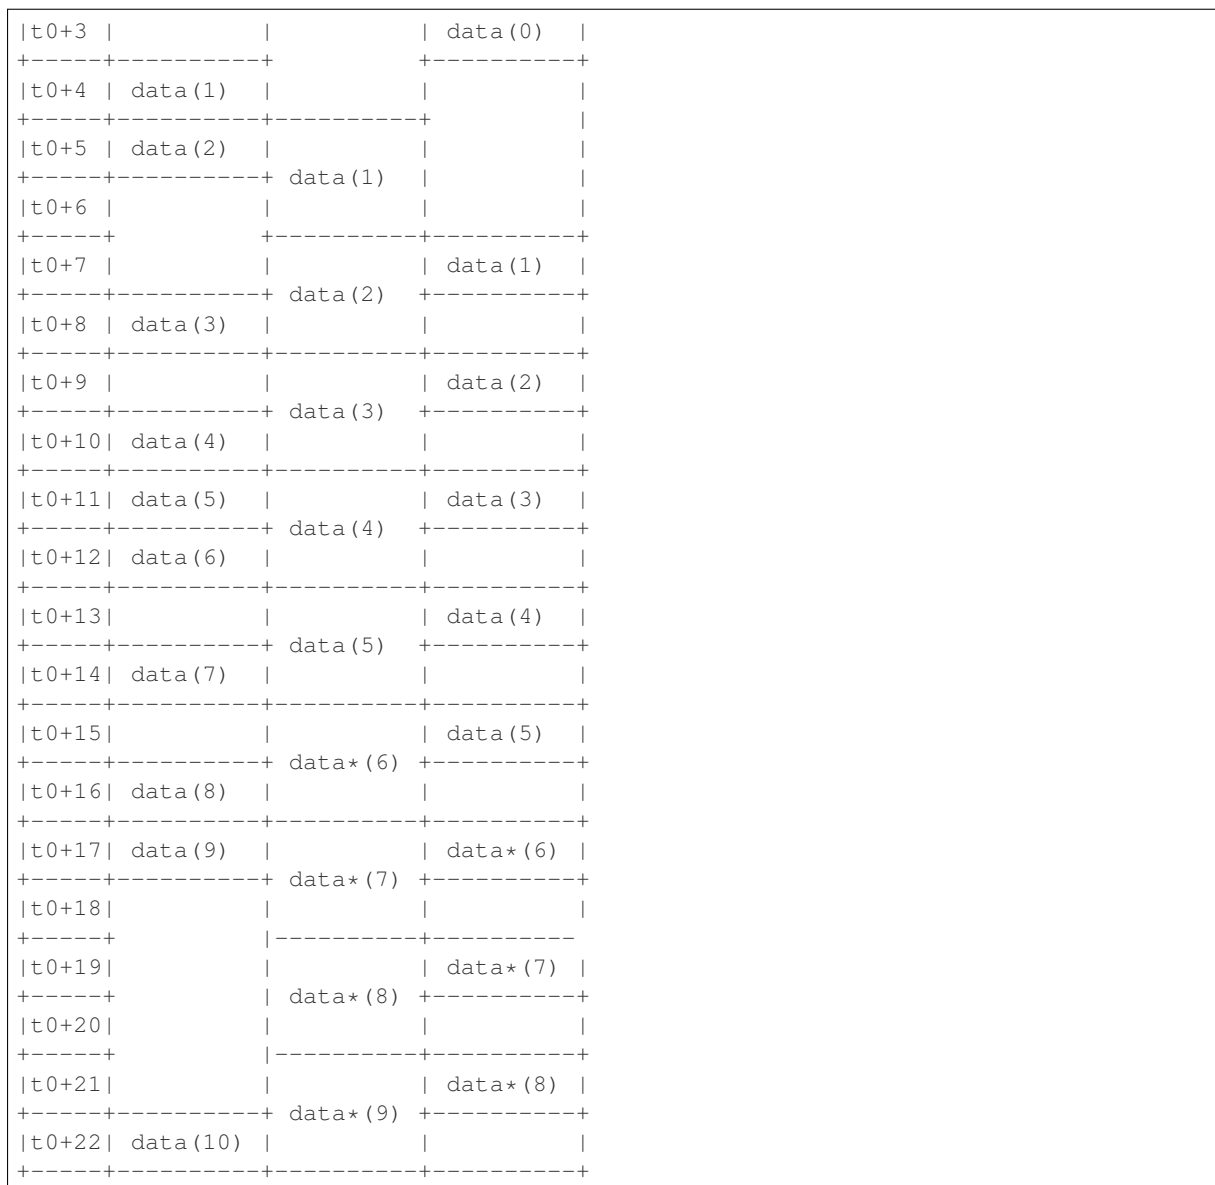 |t0+3 |          |          | data(0)  |
+-----+----------+          +----------+
|t0+4 | data(1)  |          |          |
+-----+----------+----------+          |
|t0+5 | data(2)  |          |          |
+-----+----------+ data(1)  |          |
|t0+6 |          |          |          |
+-----+          +----------+----------+
|t0+7 |          |          | data(1)  |
+-----+----------+ data(2)  +----------+
|t0+8 | data(3)  |          |          |
+-----+----------+----------+----------+
|t0+9 |          |          | data(2)  |
+-----+----------+ data(3)  +----------+
|t0+10| data(4)  |          |          |
+-----+----------+----------+----------+
|t0+11| data(5)  |          | data(3)  |
+-----+----------+ data(4)  +----------+
|t0+12| data(6)  |          |          |
+-----+----------+----------+----------+
|t0+13|          |          | data(4)  |
+-----+----------+ data(5)  +----------+
|t0+14| data(7)  |          |          |
+-----+----------+----------+----------+
|t0+15|          |          | data(5)  |
+-----+----------+ data*(6) +----------+
|t0+16| data(8)  |          |          |
+-----+----------+----------+----------+
|t0+17| data(9)  |          | data*(6) |
+-----+----------+ data*(7) +----------+
|t0+18|          |          |          |
+-----+          |----------+----------
|t0+19|          |          | data*(7) |
+-----+          | data*(8) +----------+
|t0+20|          |          |          |
+-----+          |----------+----------+
|t0+21|          |          | data*(8) |
+-----+----------+ data*(9) +----------+
|t0+22| data(10) |          |          |
+-----+----------+----------+----------+